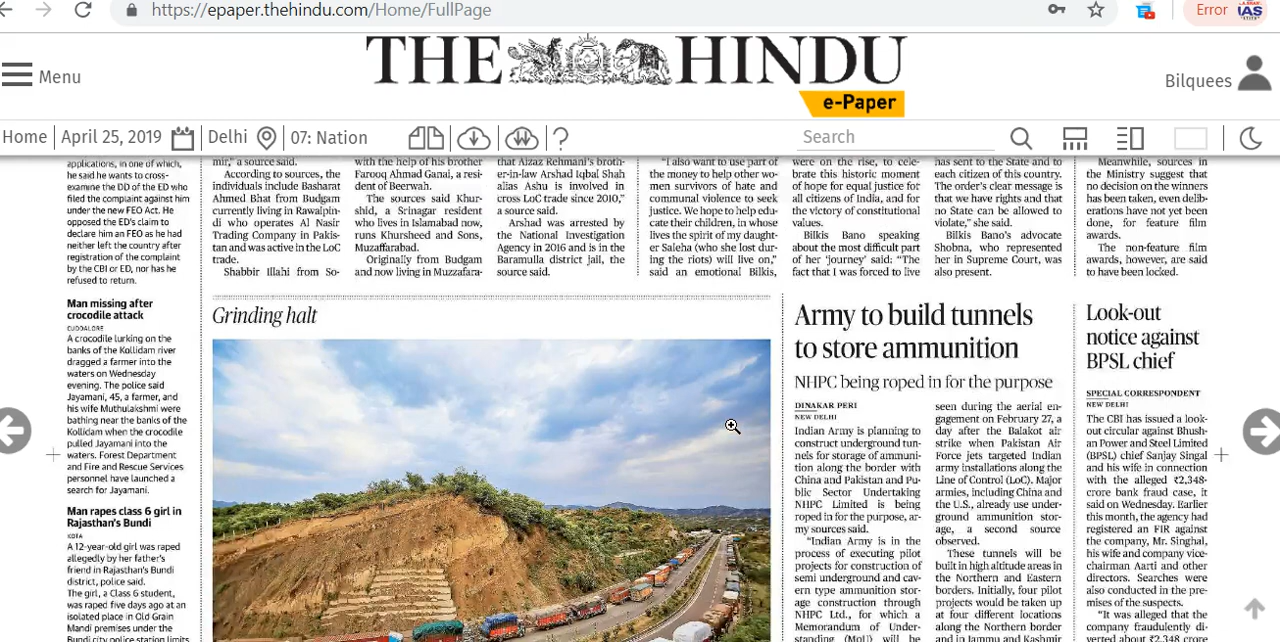 https://epaper.thehindu.com/Home/FullPage
Error
IAS
Menu
THE HINDU
e-Paper
Bilquees
Home
April 25, 2019
Delhi
07: Nation
Search
applications, in one of which,
he said he wants to cross-
examine the DD of the ED who
filed the complaint against him
under the new FEO Act. He
opposed the ED's claim to
declare him an FEO as he had
neither left the country after
registration of the complaint
by the CBI or ED, nor has he
refused to return.
Man missing after
crocodile attack
CUDDALORE
A crocodile lurking on the
banks of the Kollidam river
dragged a farmer into the
waters on Wednesday
evening. The police said
Jayamani, 45, a farmer, and
his wife Muthulakshmi were
bathing near the banks of the
Kollidam when the crocodile
pulled Jayamani into the
waters. Forest Department
and Fire and Rescue Services
personnel have launched a
search for Jayamani.
Man rapes class 6 girl in
Rajasthan's Bundi
KOTA
A 12-year-old girl was raped
allegedly by her father's
friend in Rajasthan's Bundi
district, police said.
The girl, a Class 6 student,
was raped five days ago at an
isolated place in Old Grain
Mandi premises under the
Bundi city police station limits
mir," a source said.
According to sources, the
individuals include Basharat
Ahmed Bhat from Budgam
currently living in Rawalpin-
di who operates Al Nasir
Trading Company in Pakis-
tan and was active in the LoC
trade.
Shabbir Illahi from So-
with the help of his brother
Farooq Ahmad Ganai, a resi-
dent of Beerwah.
The sources said Khur-
shid, a Srinagar resident
who lives in Islamabad now,
runs Khursheed and Sons,
Muzaffarabad.
Originally from Budgam
and now living in Muzzafara-
that Aizaz Rehmani's broth-
er-in-law Arshad Iqbal Shah
alias Ashu is involved in
cross LoC trade since 2010,"
a source said.
Arshad was arrested by
the National Investigation
Agency in 2016 and is in the
Baramulla district jail, the
source said.
"I also want to use part of
the money to help other wo-
men survivors of hate and
communal violence to seek
justice. We hope to help edu-
cate their children, in whose
lives the spirit of my daught-
er Saleha (who she lost dur-
ing the riots) will live on,"
said an emotional Bilkis,
were on the rise, to cele-
brate this historic moment
of hope for equal justice for
all citizens of India, and for
the victory of constitutional
values.
Bilkis Bano speaking
about the most difficult part
of her 'journey' said: "The
fact that I was forced to live
has sent to the State and to
each citizen of this country.
The order's clear message is
that we have rights and that
no State can be allowed to
violate," she said.
Bilkis Bano's advocate
Shobna, who represented
her in Supreme Court, was
also present.
Meanwhile, sources in
the Ministry suggest that
no decision on the winners
has been taken, even delib-
erations have not yet been
done, for feature film
awards.
The non-feature film
awards, however, are said
to have been locked.
Grinding halt
Army to build tunnels
to store ammunition
NHPC being roped in for the purpose
DINAKAR PERI
NEW DELHI
Indian Army is planning to
construct underground tun-
nels for storage of ammuni-
tion along the border with
China and Pakistan and Pu-
blic Sector Undertaking
NHPC Limited is being
roped in for the purpose, ar-
my sources said.
"Indian Army is in the
process of executing pilot
projects for construction of
semi underground and cav-
ern type ammunition stor-
age construction through
NHPC Ltd., for which a
Memorandum of Under-
standing (MoU) will be
seen during the aerial en-
gagement on February 27, a
day after the Balakot air
strike when Pakistan Air
Force jets targeted Indian
army installations along the
Line of Control (LoC). Major
armies, including China and
the U.S., already use under-
ground ammunition stor-
age, a second source
observed.
These tunnels will be
built in high altitude areas in
the Northern and Eastern
borders. Initially, four pilot
projects would be taken up
at four different locations
along the Northern border
and in Jammu and Kashmir
Look-out
notice against
BPSL chief
SPECIAL CORRESPONDENT
NEW DELHI
The CBI has issued a look-
out circular against Bhush-
an Power and Steel Limited
(BPSL) chief Sanjay Singal
and his wife in connection
with the alleged ₹2,348-
crore bank fraud case, it
said on Wednesday. Earlier
this month, the agency had
registered an FIR against
the company, Mr. Singhal,
his wife and company vice-
chairman Aarti and other
directors. Searches were
also conducted in the pre-
mises of the suspects.
"It was alleged that the
company fraudulently di-
verted about ₹2,348 crore